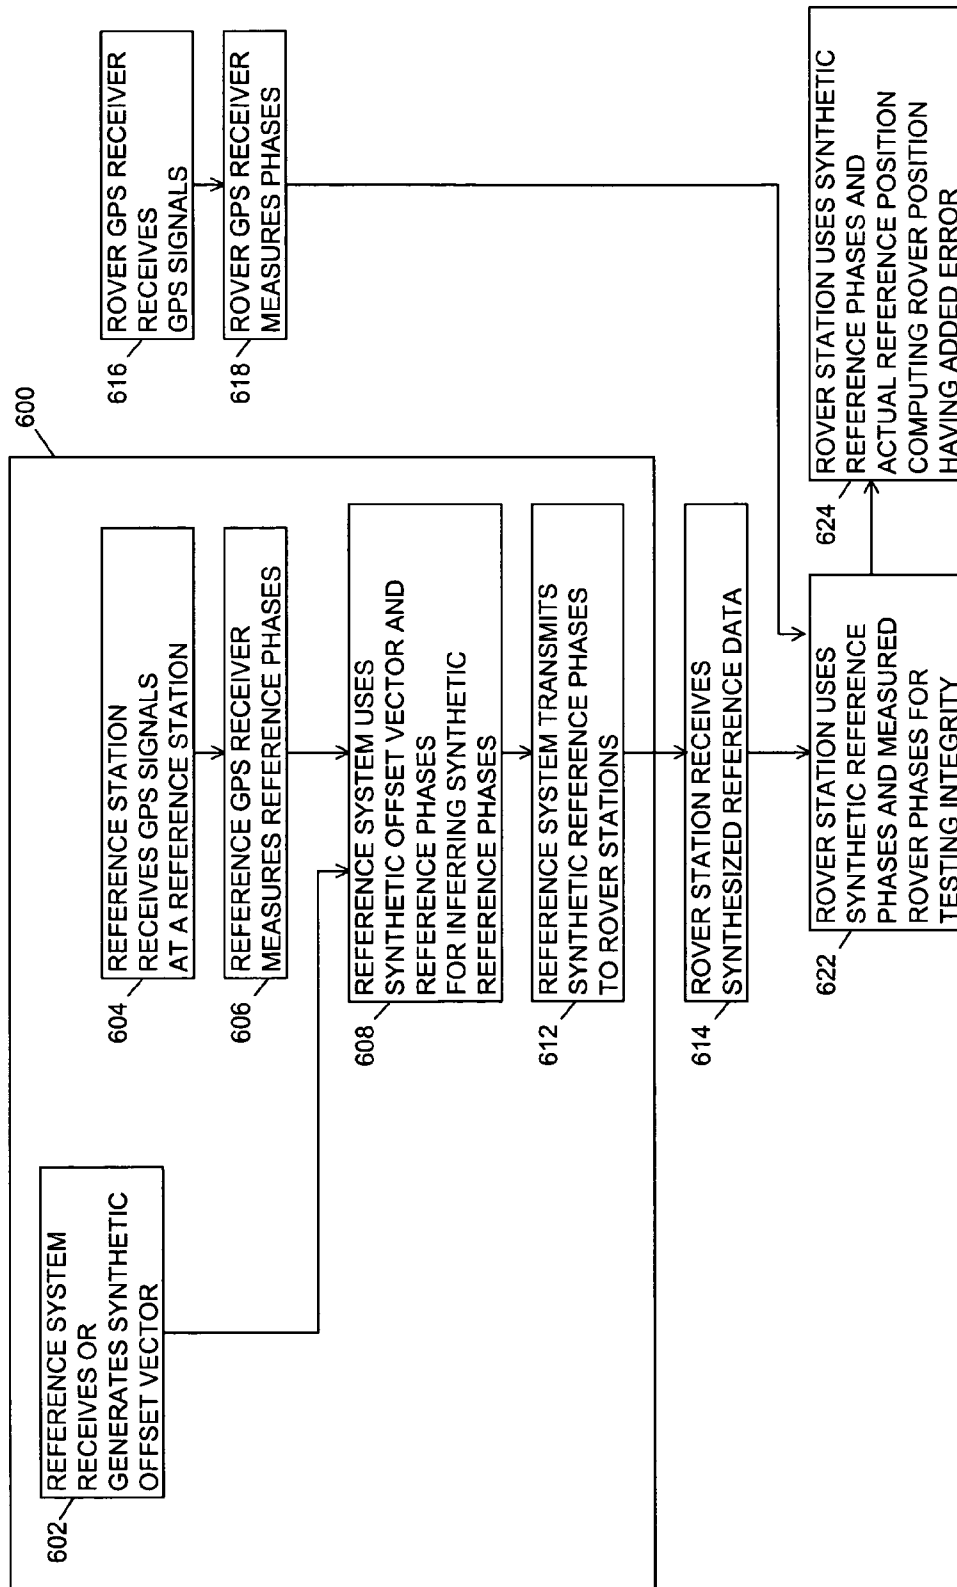 600
602
REFERENCE SYSTEM
RECEIVES OR
GENERATES SYNTHETIC
OFFSET VECTOR
604
REFERENCE STATION
RECEIVES GPS SIGNALS
AT A REFERENCE STATION
606
REFERENCE GPS RECEIVER
MEASURES REFERENCE PHASES
608
REFERENCE SYSTEM USES
SYNTHETIC OFFSET VECTOR AND
REFERENCE PHASES
FOR INFERRING SYNTHETIC
REFERENCE PHASES
612
REFERENCE SYSTEM TRANSMITS
SYNTHETIC REFERENCE PHASES
TO ROVER STATIONS
614
ROVER STATION RECEIVES
SYNTHESIZED REFERENCE DATA
616
ROVER GPS RECEIVER
RECEIVES
GPS SIGNALS
618
ROVER GPS RECEIVER
MEASURES PHASES
622
ROVER STATION USES
SYNTHETIC REFERENCE
PHASES AND MEASURED
ROVER PHASES FOR
TESTING INTEGRITY
624
ROVER STATION USES SYNTHETIC
REFERENCE PHASES AND
ACTUAL REFERENCE POSITION
COMPUTING ROVER POSITION
HAVING ADDED ERROR